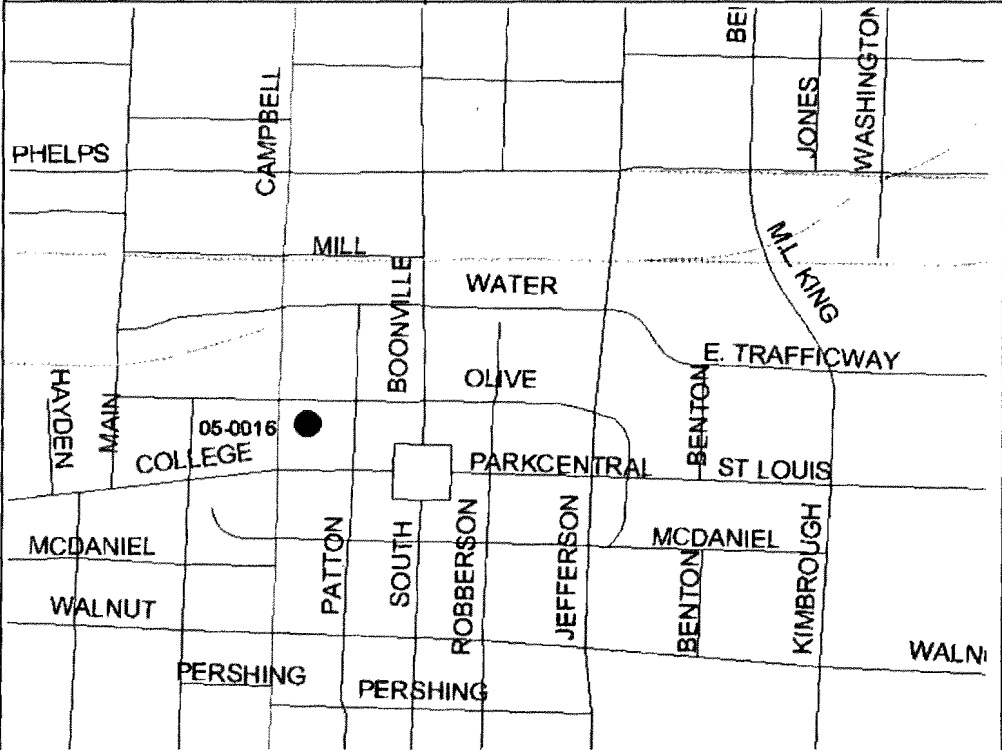 BE
JONES
WASHINGTON
CAMPBELL
PHELPS
MILL
M.L. KING
BOONVILLE
WATER
E. TRAFFICWAY
OLIVE
HAYDEN
MAIN
BENTON
05-0016
COLLEGE
PARKCENTRAL
ST LOUIS
MCDANIEL
PATTON
SOUTH
ROBBERSON
JEFFERSON
MCDANIEL
KIMBROUGH
BENTON
WALNUT
WALN
PERSHING
PERSHING